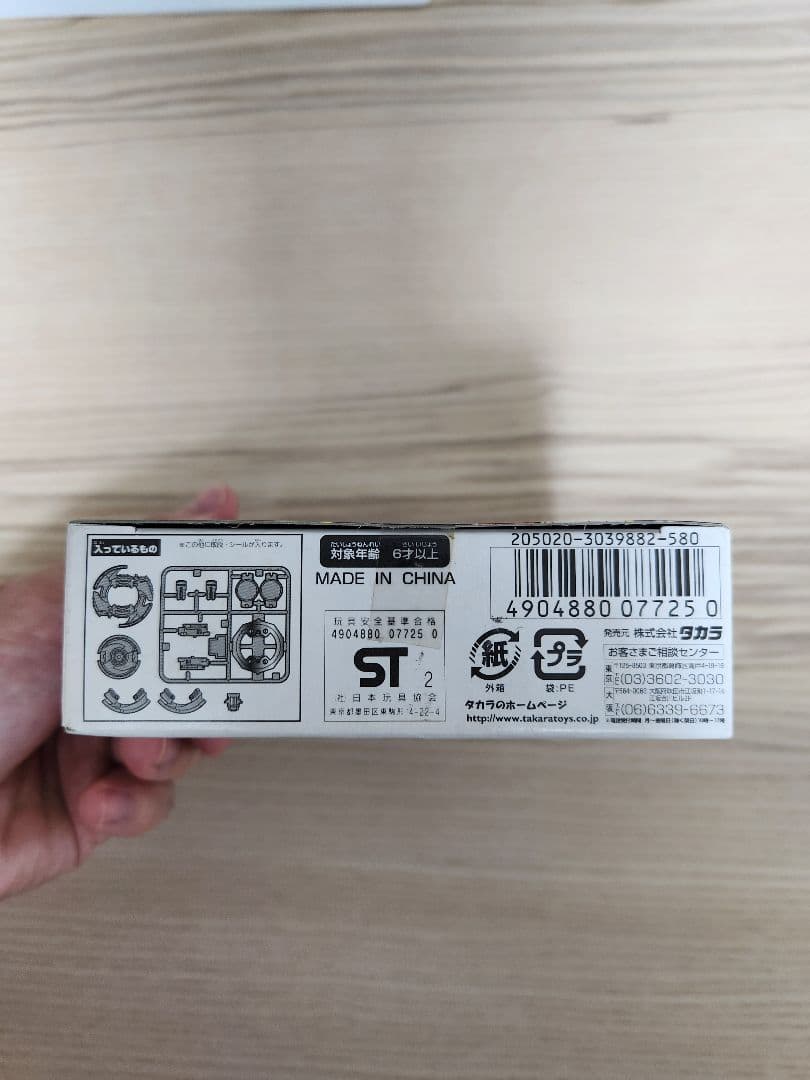 入っているもの
※この他に説明・シールが入ります。
たいしょうねんれい さいいじょう
対象年齢 6才以上
MADE IN CHINA
玩具安全基準合格
4904880 07725 0
ST 2
(社)日本玩具協会
東京都墨田区東駒形4-22-4
205020-3039882-580
4904880 077250
発売元 株式会社タカラ
紙
外箱
プラ
袋:PE
お客さまご相談センター
東京
(03)3602-3030
大阪
(06)6339-6673
タカラのホームページ
http://www.takaratoys.co.jp